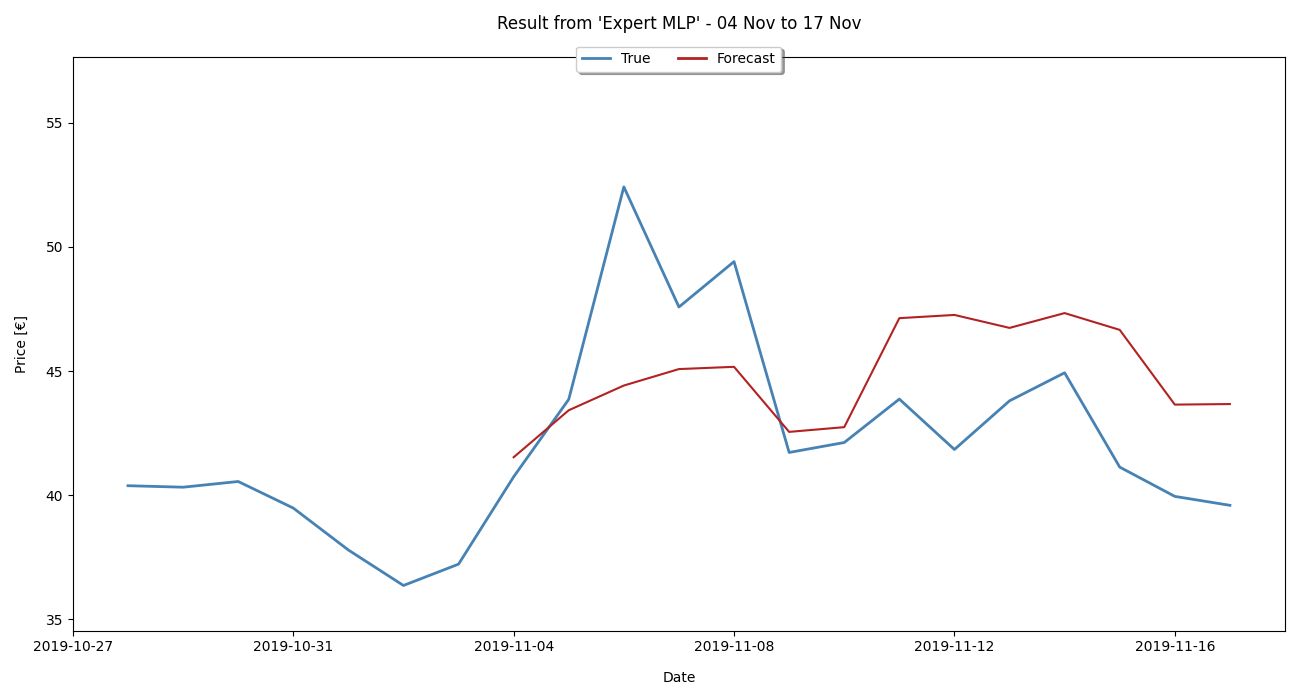 Result from 'Expert MLP' - 04 Nov to 17 Nov
True Forecast
55
50
45
40
35
Price [€]
2019-10-27 2019-10-31 2019-11-04 2019-11-08 2019-11-12 2019-11-16
Date